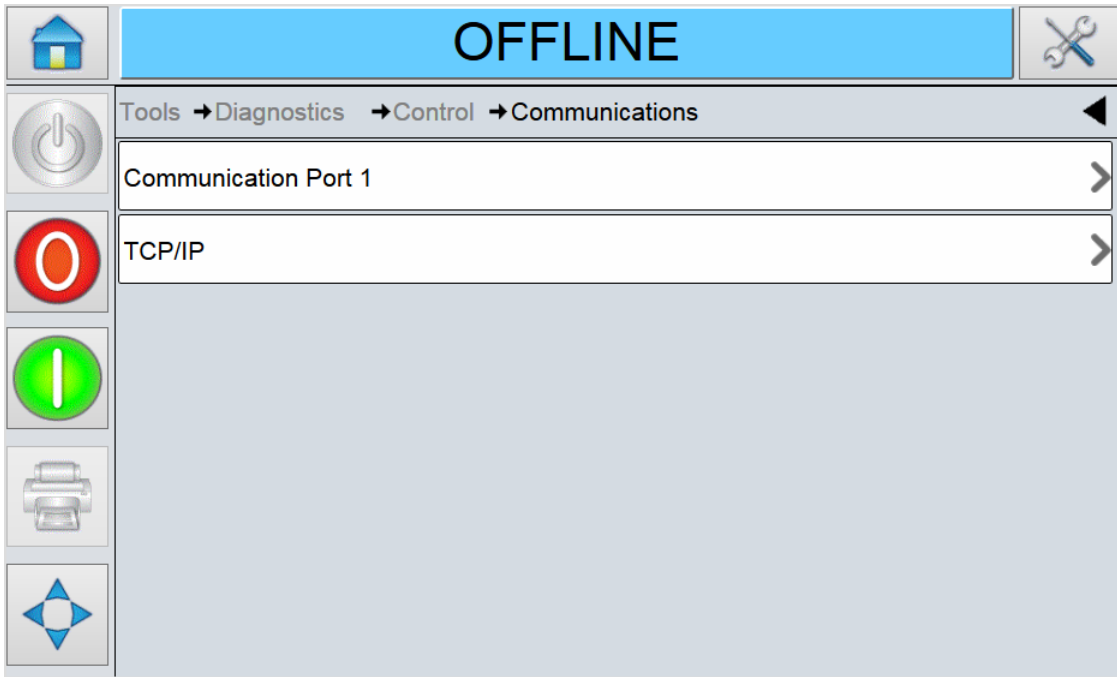 OFFLINE
Tools ➔Diagnostics ➔Control ➔Communications
Communication Port 1
TCP/IP